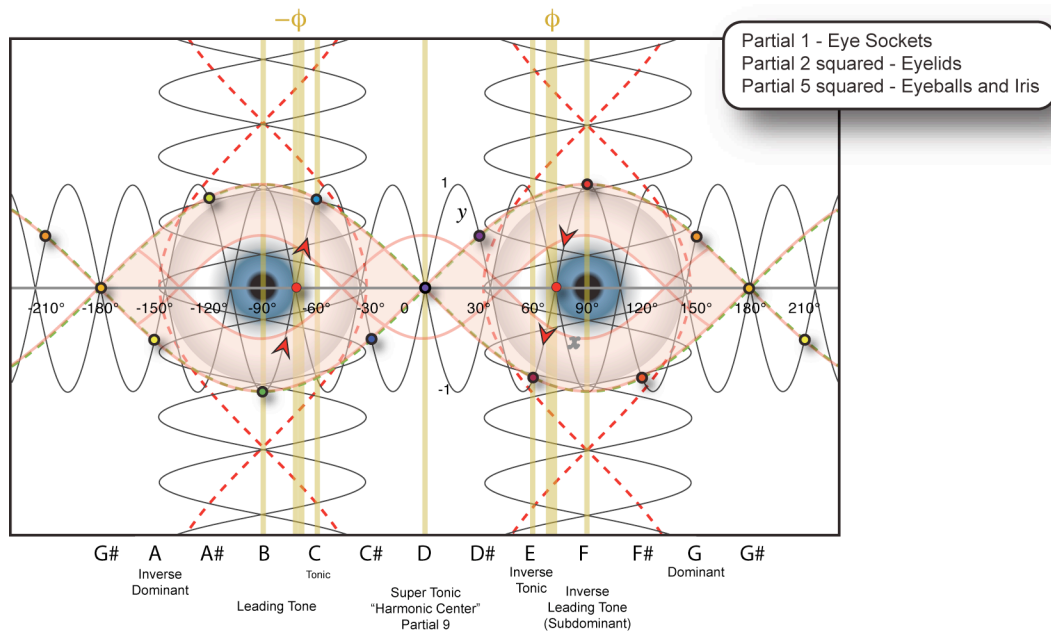 −ϕ
ϕ
Partial 1 - Eye Sockets
Partial 2 squared - Eyelids
Partial 5 squared - Eyeballs and Iris
1
y
-210° -180° -150° -120° -90° -60° -30° 0 30° 60° 90° 120° 150° 180° 210°
x
-1
G# A A# B C C# D D# E F F# G G#
Inverse
Dominant
Leading Tone
Tonic
Super Tonic
“Harmonic Center”
Partial 9
Inverse
Tonic
Inverse
Leading Tone
(Subdominant)
Dominant